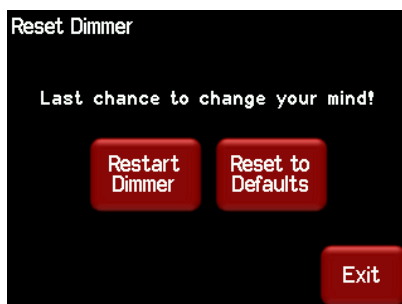 Reset Dimmer
Last chance to change your mind!
Restart
Dimmer
Reset to
Defaults
Exit